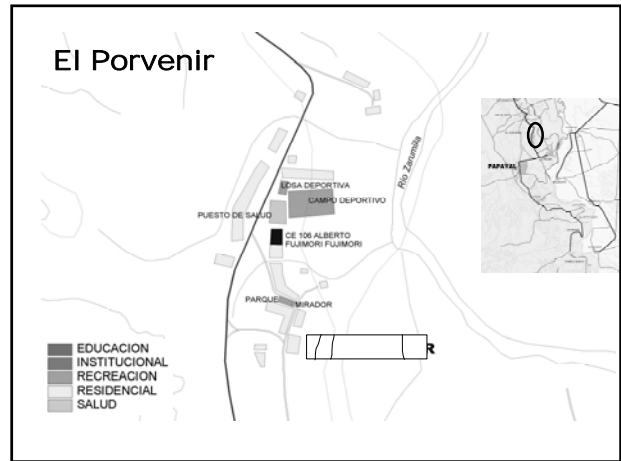 El Porvenir
Rio Zarumila
PAPAYAL
LOSA DEPORTIVA
CAMPO DEPORTIVO
PUESTO DE SALUD
CE 106 ALBERTO
FUJIMORI FUJIMORI
PARQUE
MIRADOR
R
EDUCACION
INSTITUCIONAL
RECREACION
RESIDENCIAL
SALUD